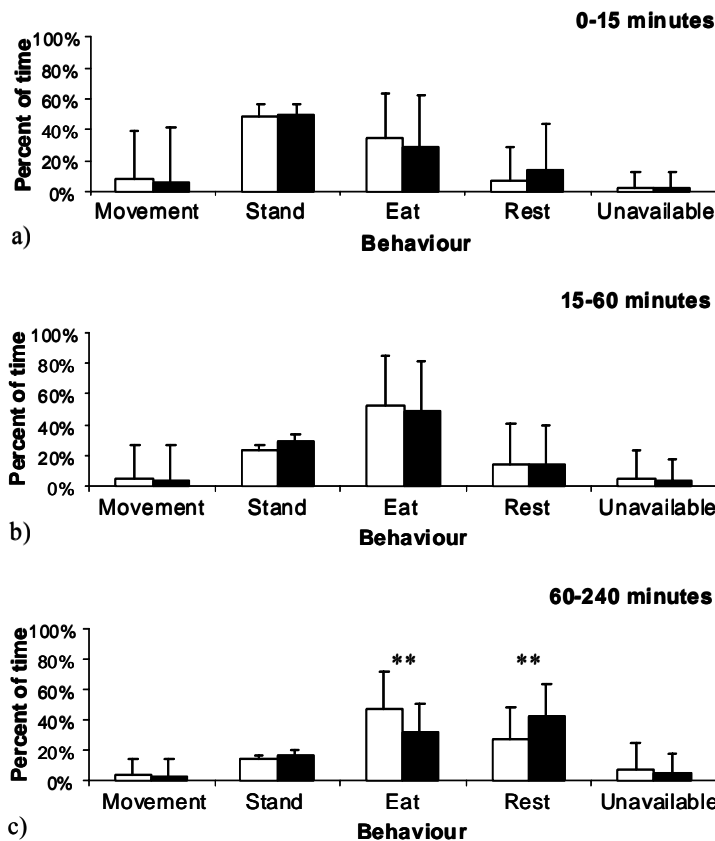 0-15 minutes
100%
80%
60%
40%
20%
0%
Percent of time
Movement Stand Eat Rest Unavailable
a)
Behaviour
15-60 minutes
100%
80%
60%
40%
20%
0%
Percent of time
Movement Stand Eat Rest Unavailable
b)
Behaviour
60-240 minutes
100%
80%
60%
40%
20%
0%
Percent of time
** **
Movement Stand Eat Rest Unavailable
c)
Behaviour